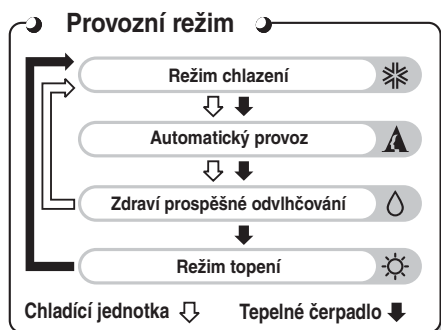 Provozní režim
Režim chlazení
Automatický provoz
Zdraví prospěšné odvlhčování
Režim topení
Chladící jednotka Tepelné čerpadlo